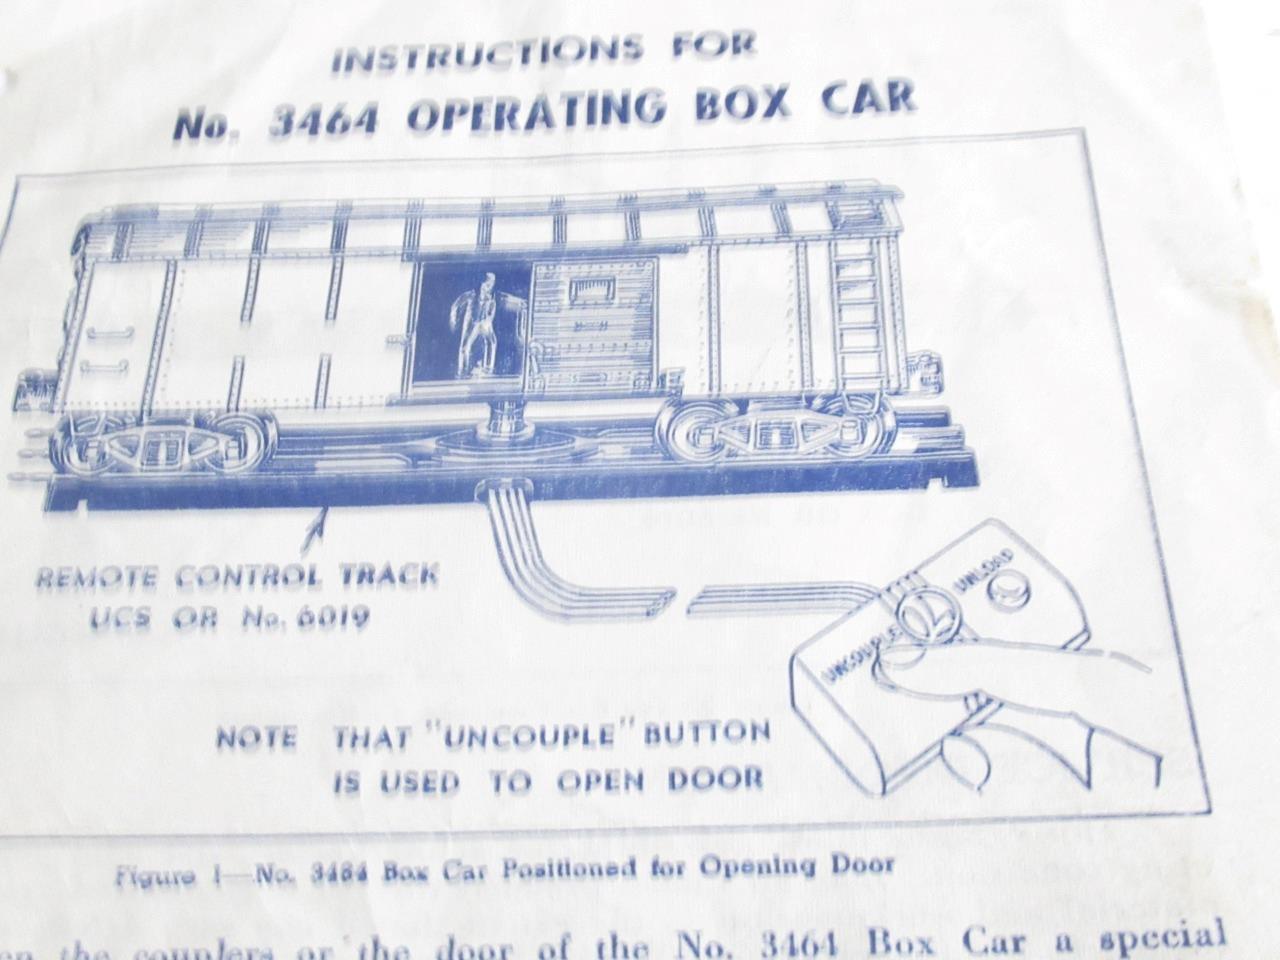 INSTRUCTIONS FOR
No. 3464 OPERATING BOX CAR
REMOTE CONTROL TRACK
UCS OR No. 6019
UNLOAD
UNCOUPLE
NOTE THAT "UNCOUPLE" BUTTON
IS USED TO OPEN DOOR
Figure 1—No. 3464 Box Car Positioned for Opening Door
the couplers or the door of the No. 3464 Box Car a special